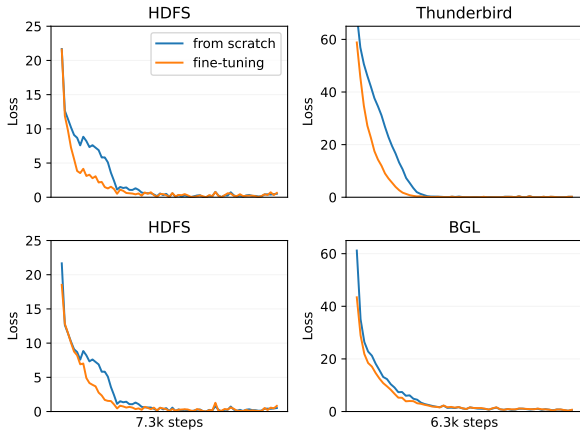 HDFS
Thunderbird
25
20
15
10
5
0
Loss
from scratch
fine-tuning
60
40
20
0
Loss
HDFS
BGL
25
20
15
10
5
0
Loss
7.3k steps
60
40
20
0
Loss
6.3k steps